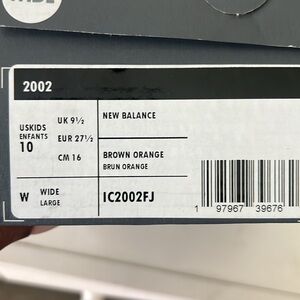 WIDE
2002
USKIDS
ENFANTS
10
UK 9½
EUR 27½
CM 16
NEW BALANCE
BROWN ORANGE
BRUN ORANGE
W
WIDE
LARGE
IC2002FJ
1 97967 39676